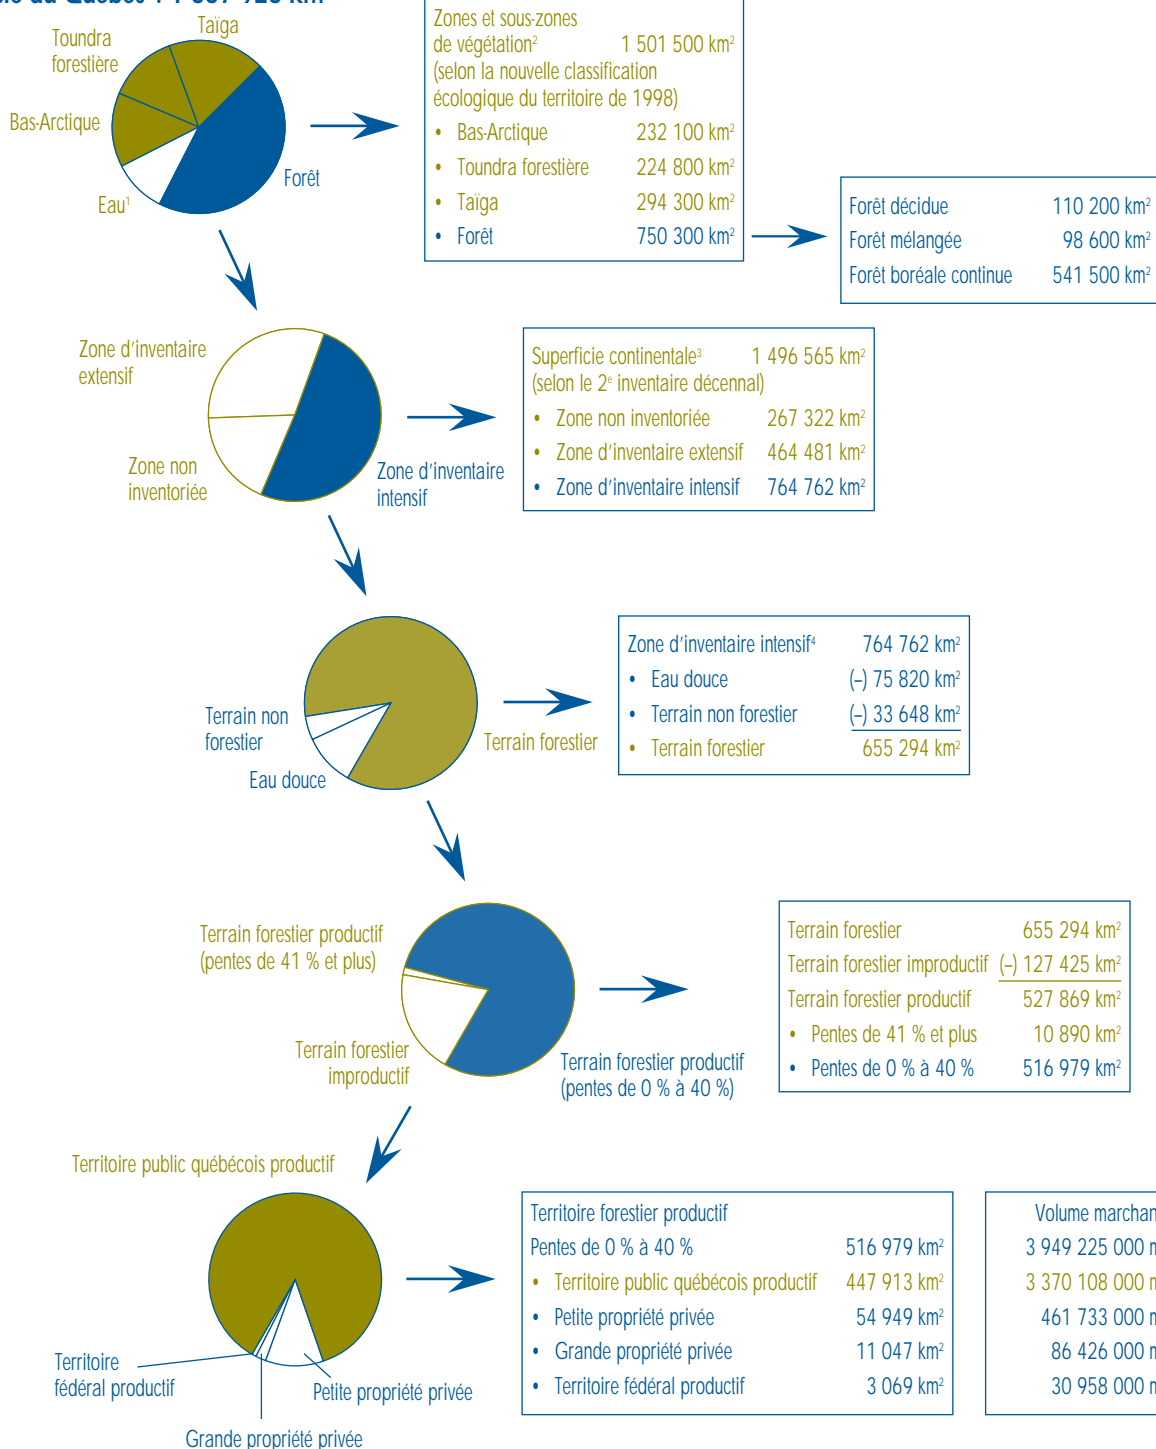 du Québec : 1 667 926 km²
Taïga
Toundra
forestière
Bas-Arctique
Eau¹
Forêt
Zones et sous-zones
de végétation² 1 501 500 km²
(selon la nouvelle classification
écologique du territoire de 1998)
• Bas-Arctique 232 100 km²
• Toundra forestière 224 800 km²
• Taïga 294 300 km²
• Forêt 750 300 km²
Forêt décidue 110 200 km²
Forêt mélangée 98 600 km²
Forêt boréale continue 541 500 km²
Zone d'inventaire
extensif
Zone non
inventoriée
Zone d'inventaire
intensif
Superficie continentale³ 1 496 565 km²
(selon le 2e inventaire décennal)
• Zone non inventoriée 267 322 km²
• Zone d'inventaire extensif 464 481 km²
• Zone d'inventaire intensif 764 762 km²
Terrain non
forestier
Eau douce
Terrain forestier
Zone d'inventaire intensif⁴ 764 762 km²
• Eau douce (–) 75 820 km²
• Terrain non forestier (–) 33 648 km²
• Terrain forestier 655 294 km²
Terrain forestier productif
(pentes de 41 % et plus)
Terrain forestier
improductif
Terrain forestier productif
(pentes de 0 % à 40 %)
Terrain forestier 655 294 km²
Terrain forestier improductif (–) 127 425 km²
Terrain forestier productif 527 869 km²
• Pentes de 41 % et plus 10 890 km²
• Pentes de 0 % à 40 % 516 979 km²
Territoire public québécois productif
Territoire
fédéral productif
Grande propriété privée
Petite propriété privée
Territoire forestier productif
Pentes de 0 % à 40 % 516 979 km²
• Territoire public québécois productif 447 913 km²
• Petite propriété privée 54 949 km²
• Grande propriété privée 11 047 km²
• Territoire fédéral productif 3 069 km²
Volume marchan
3 949 225 000 m
3 370 108 000 m
461 733 000 m
86 426 000 m
30 958 000 m